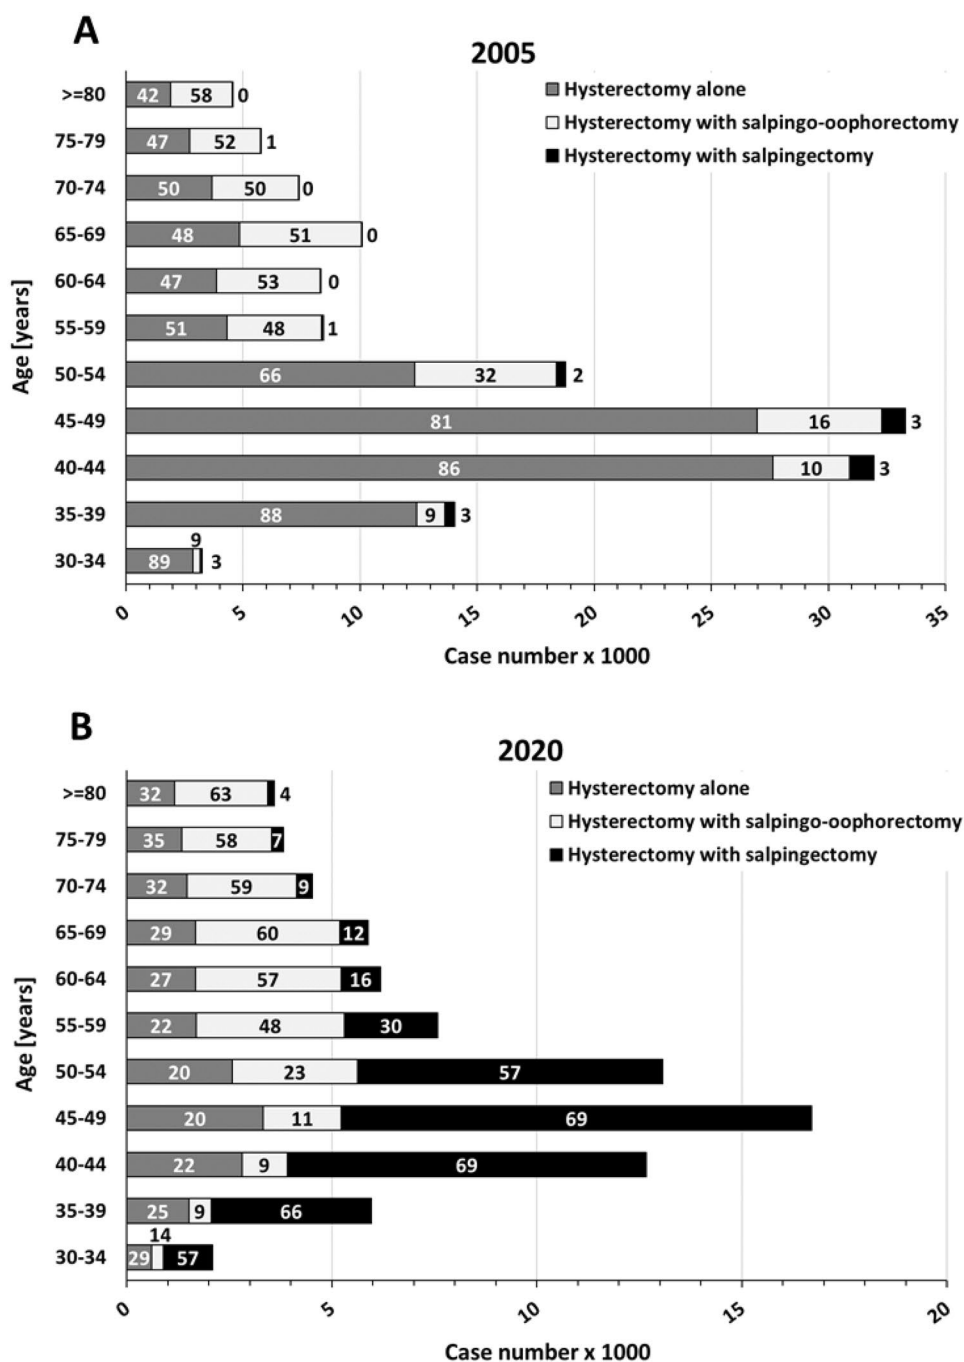 A
2005
Hysterectomy alone
Hysterectomy with salpingo-oophorectomy
Hysterectomy with salpingectomy
Age [years]
>=80 42 58 0
75-79 47 52 1
70-74 50 50 0
65-69 48 51 0
60-64 47 53 0
55-59 51 48 1
50-54 66 32 2
45-49 81 16 3
40-44 86 10 3
35-39 88 9 3
9
30-34 89 3
0 5 10 15 20 25 30 35
Case number x 1000
B
2020
Hysterectomy alone
Hysterectomy with salpingo-oophorectomy
Hysterectomy with salpingectomy
Age [years]
>=80 32 63 4
75-79 35 58 7
70-74 32 59 9
65-69 29 60 12
60-64 27 57 16
55-59 22 48 30
50-54 20 23 57
45-49 20 11 69
40-44 22 9 69
35-39 25 9 66
14
30-34 29 57
0 5 10 15 20
Case number x 1000